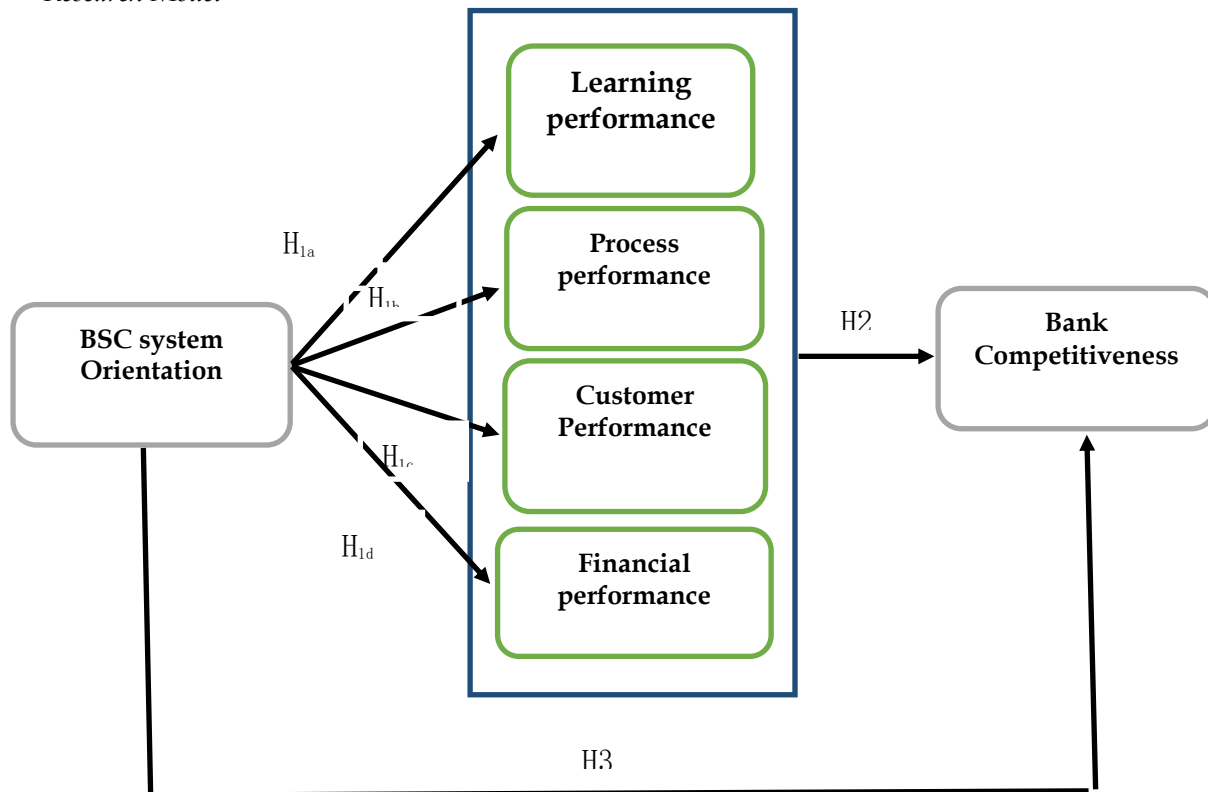 Learning
performance
H1a
Process
performance
H1b
BSC system
Orientation
H2
Bank
Competitiveness
Customer
Performance
H1c
H1d
Financial
performance
H3